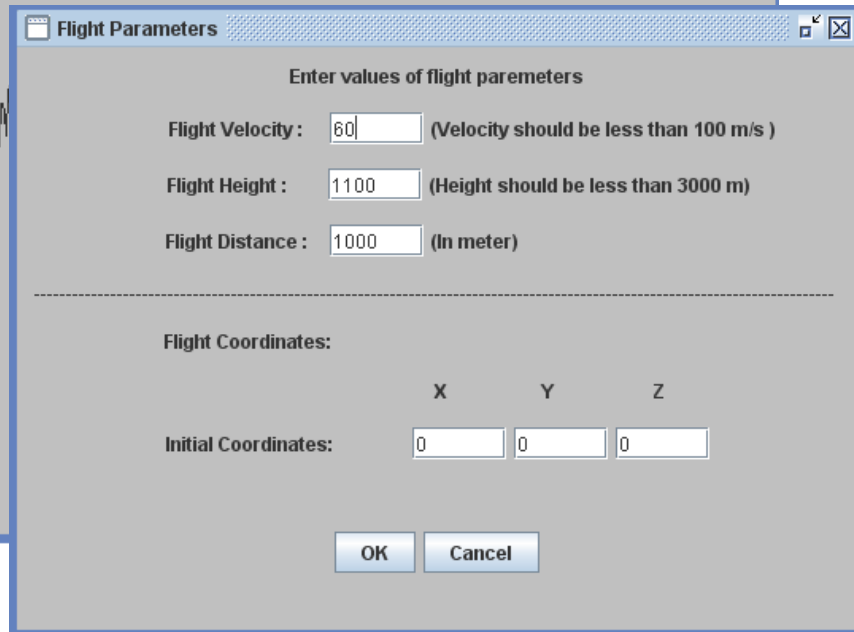 Flight Parameters
Enter values of flight paremeters
Flight Velocity : 60 (Velocity should be less than 100 m/s )
Flight Height : 1100 (Height should be less than 3000 m)
Flight Distance : 1000 (In meter)
--------------------------------------------------------------------------------
Flight Coordinates:
X Y Z
Initial Coordinates: 0 0 0
OK Cancel